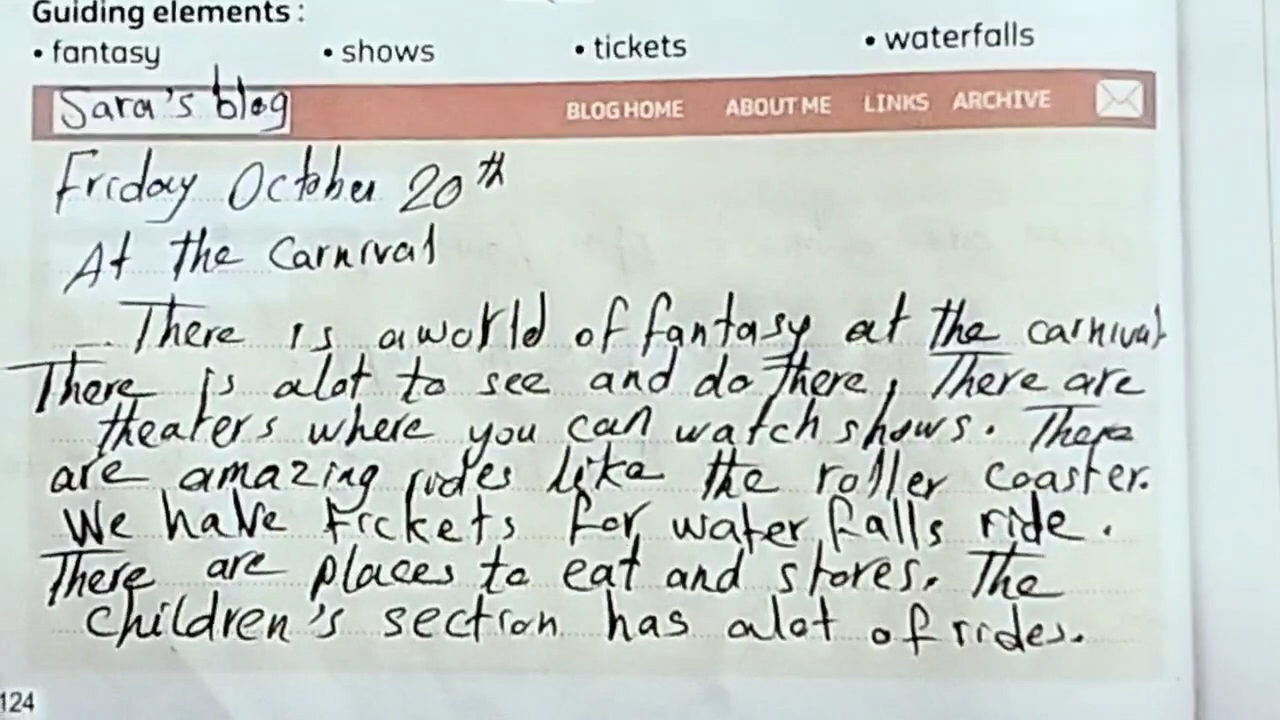 Guiding elements :
• fantasy • shows • tickets • waterfalls
Sara's blog BLOG HOME ABOUT ME LINKS ARCHIVE
Friday October 20th
At the Carnival
There is a world of fantasy at the carnival
There is alot to see and do there, There are
theaters where you can watch shows. There
are amazing rides like the roller coaster.
We have tickets for water falls ride.
There are places to eat and stores. The
children's section has alot of rides.
124